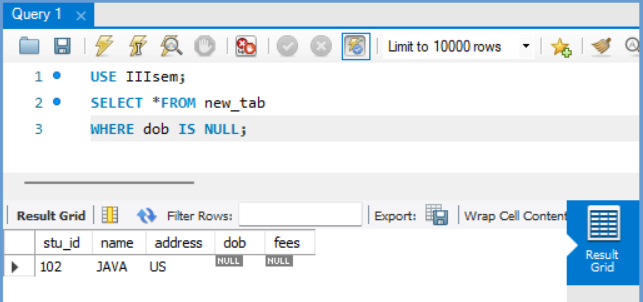 Query 1
Limit to 10000 rows
1 USE IIIsem;
2 SELECT *FROM new_tab
3 WHERE dob IS NULL;
Result Grid Filter Rows: Export: Wrap Cell Content
stu_id name address dob fees
102 JAVA US NULL NULL
Result
Grid